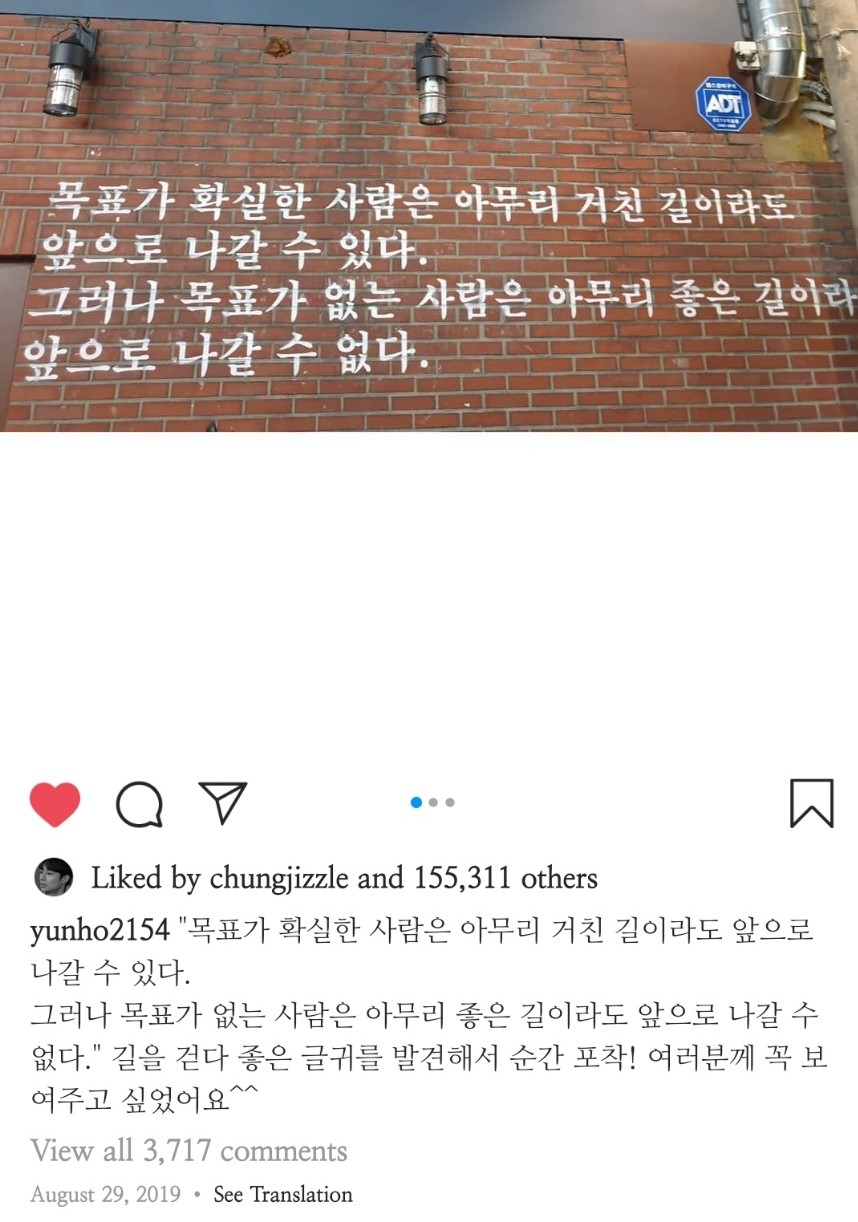 ADT
목표가 확실한 사람은 아무리 거친 길이라도
앞으로 나갈 수 있다.
그러나 목표가 없는 사람은 아무리 좋은 길이라
앞으로 나갈 수 없다.
Liked by chungjizzle and 155,311 others
yunho2154 "목표가 확실한 사람은 아무리 거친 길이라도 앞으로
나갈 수 있다.
그러나 목표가 없는 사람은 아무리 좋은 길이라도 앞으로 나갈 수
없다." 길을 걷다 좋은 글귀를 발견해서 순간 포착! 여러분께 꼭 보
여주고 싶었어요^^
View all 3,717 comments
August 29, 2019 • See Translation